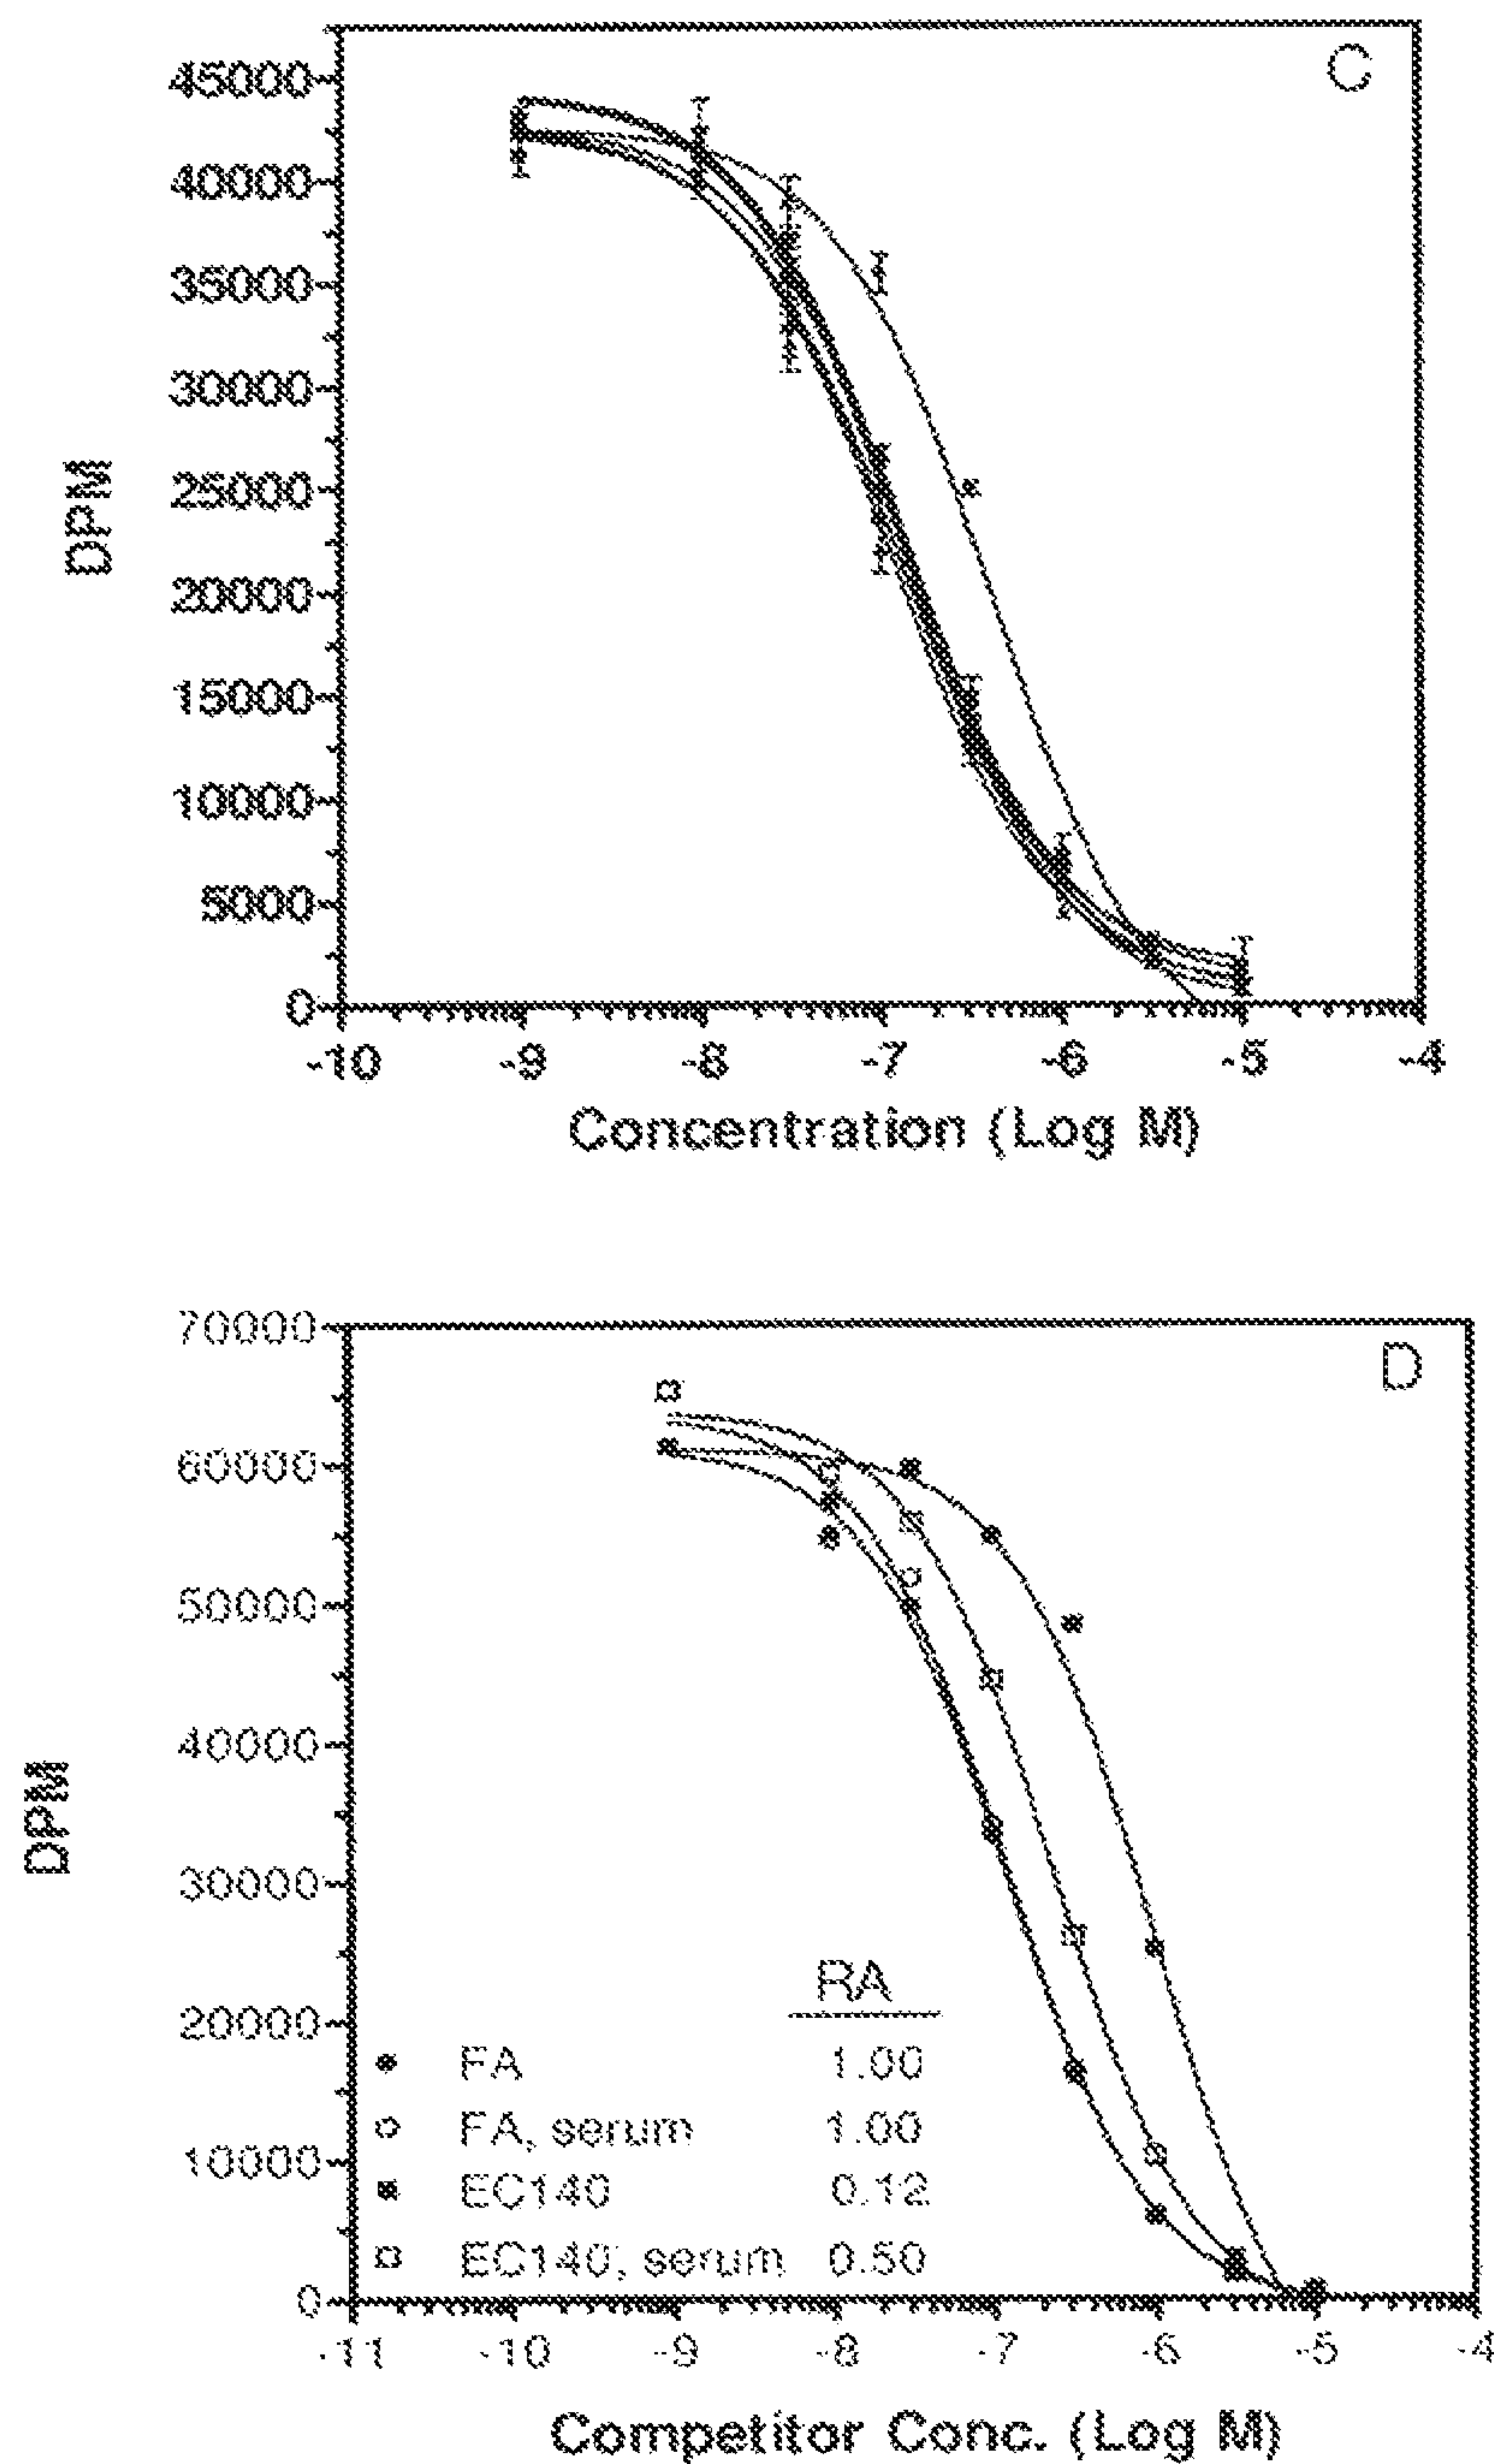 C
45000
40000
35000
30000
25000
20000
15000
10000
5000
0
DPM
-10 -9 -8 -7 -6 -5 -4
Concentration (Log M)
D
70000
60000
50000
40000
30000
20000
10000
0
DPM
RA
FA 1.00
FA, serum 1.00
EC140 0.12
EC140, serum 0.50
-11 -10 -9 -8 -7 -6 -5 -4
Competitor Conc. (Log M)